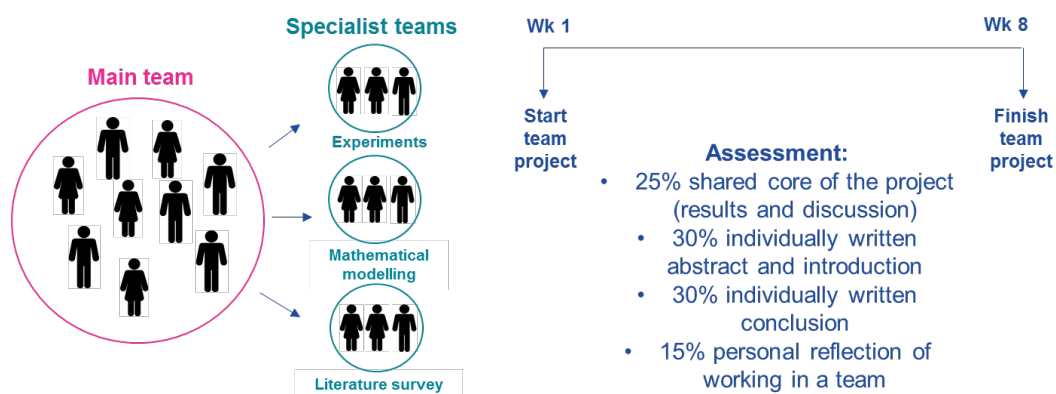 Main team
Specialist teams
Experiments
Mathematical
modelling
Literature survey
Wk 1
Wk 8
Start
team
project
Finish
team
project
Assessment:
• 25% shared core of the project
(results and discussion)
• 30% individually written
abstract and introduction
• 30% individually written
conclusion
• 15% personal reflection of
working in a team